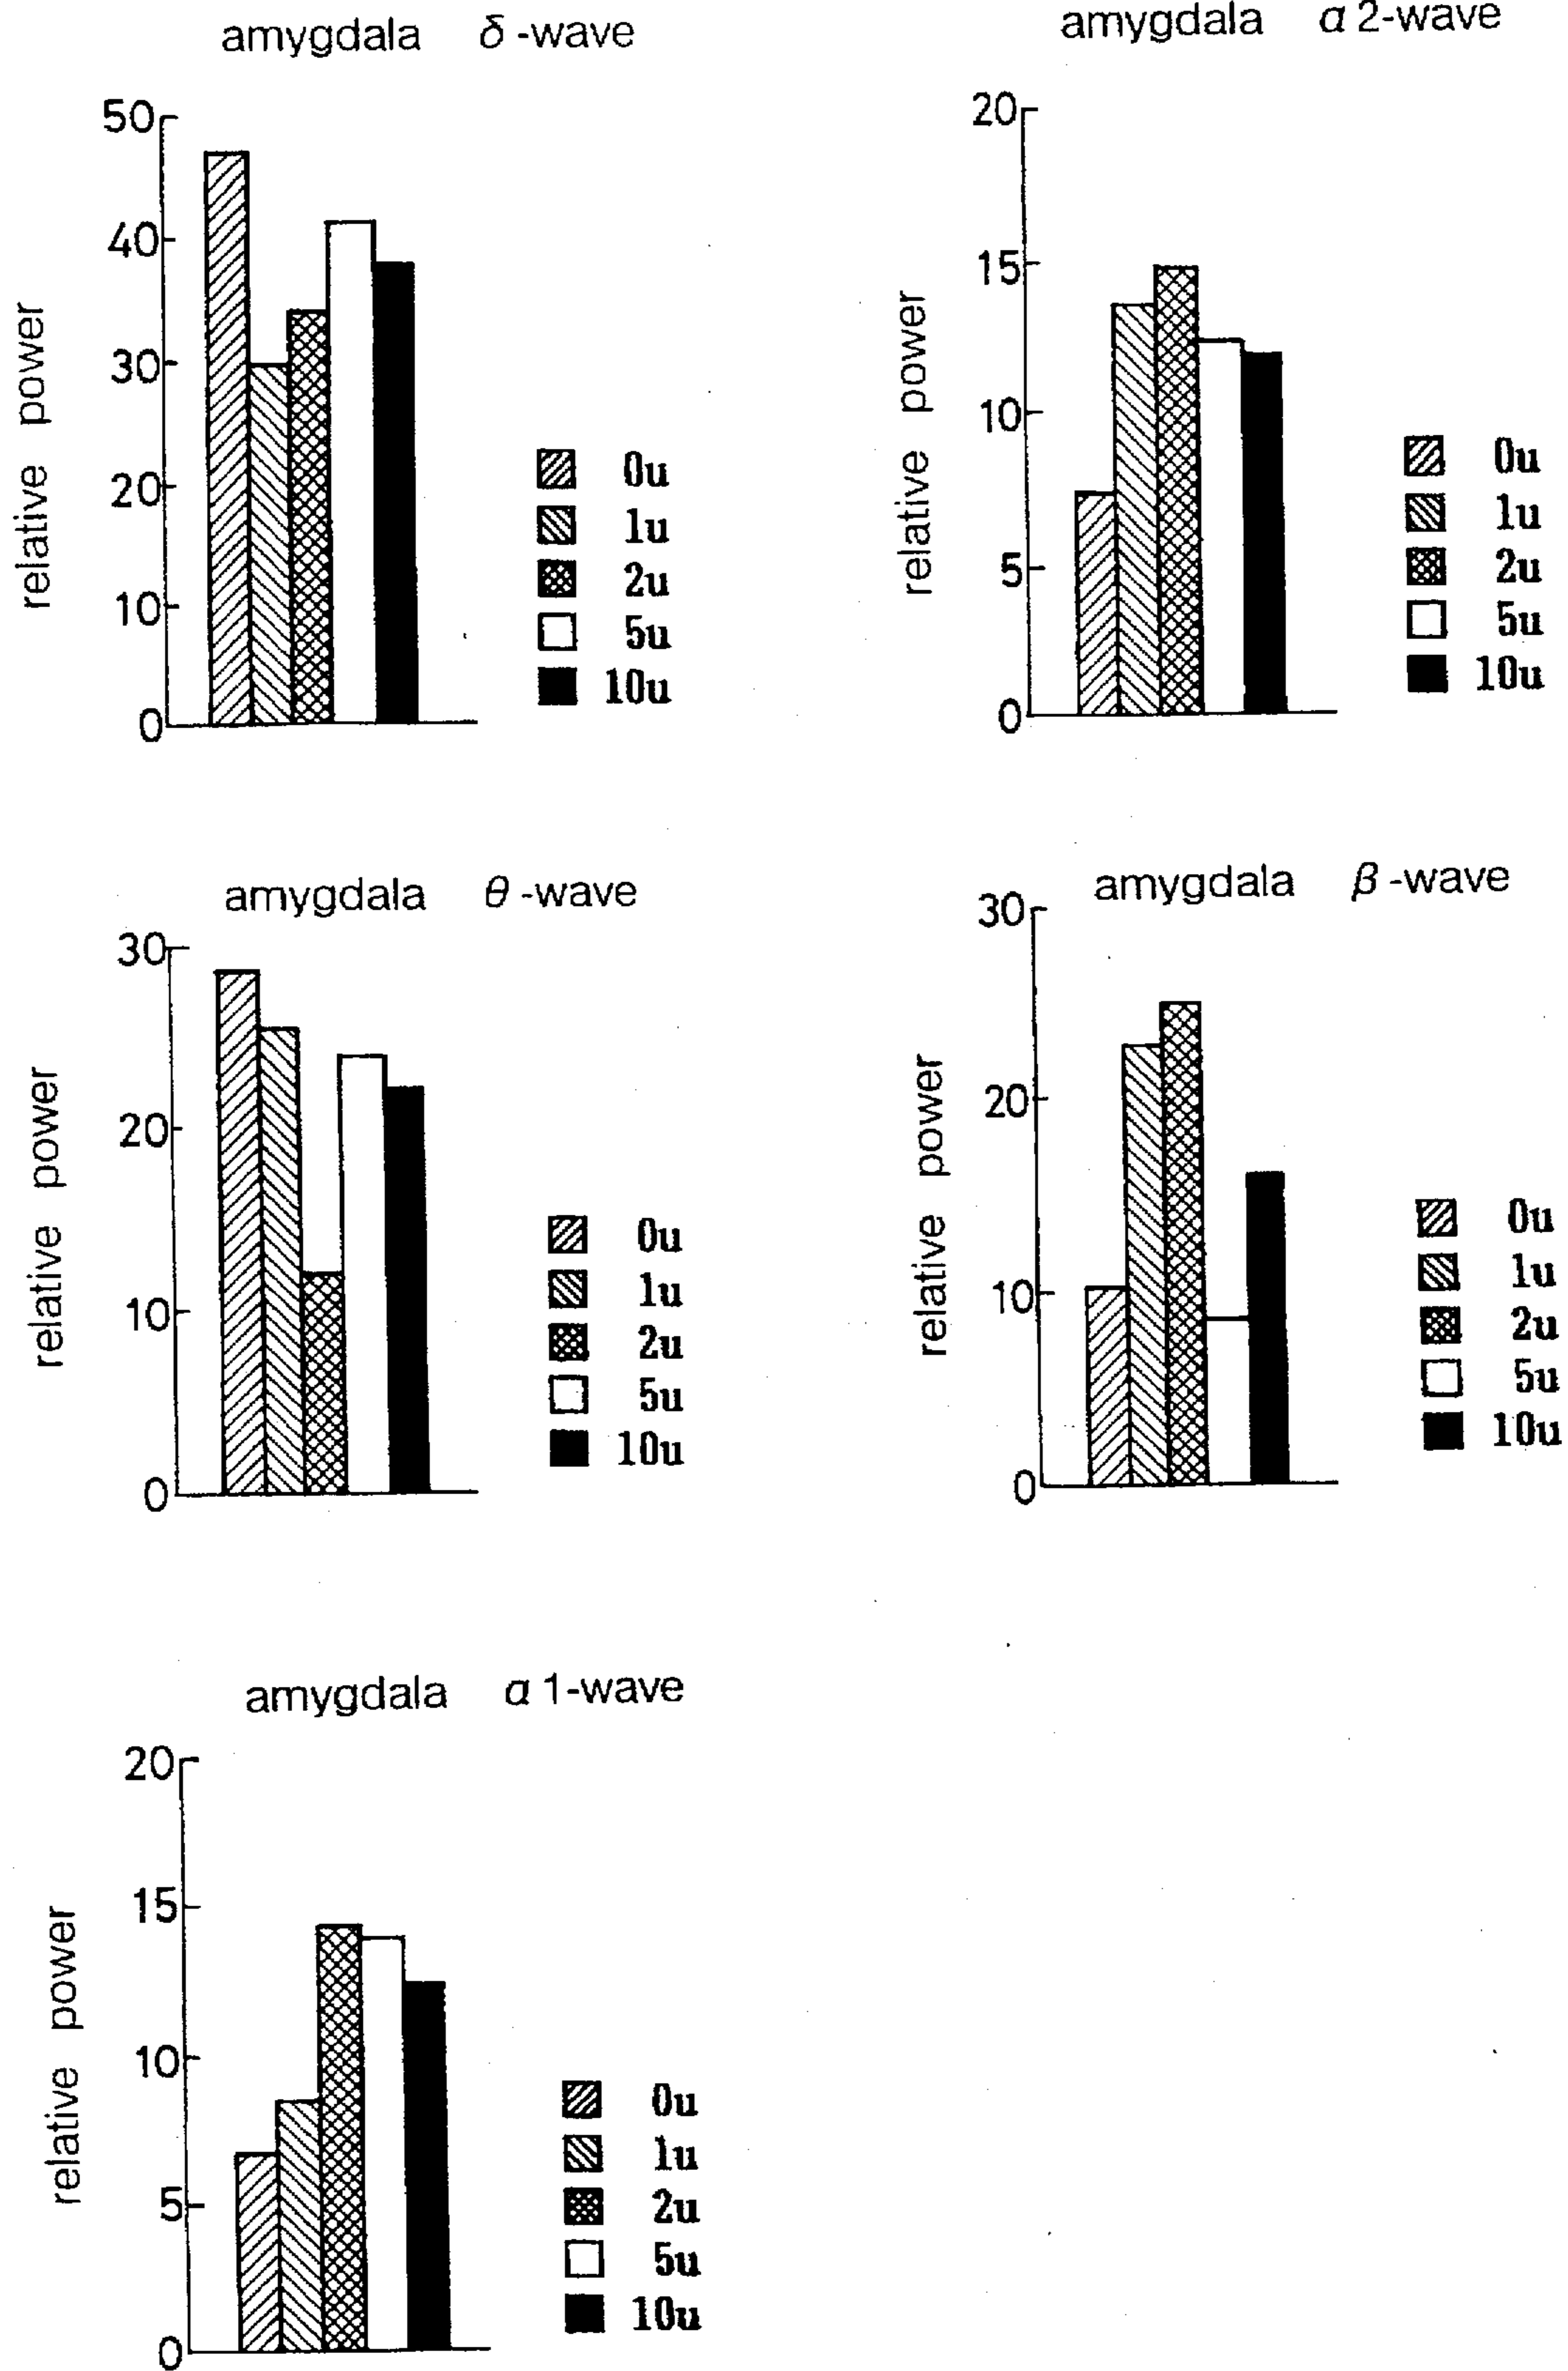 amygdala δ-wave
50
40
30
20
10
0
relative power
0u
1u
2u
5u
10u
amygdala α2-wave
20
15
10
5
0
relative power
0u
1u
2u
5u
10u
amygdala θ-wave
30
20
10
0
relative power
0u
1u
2u
5u
10u
amygdala β-wave
30
20
10
0
relative power
0u
1u
2u
5u
10u
amygdala α1-wave
20
15
10
5
0
relative power
0u
1u
2u
5u
10u